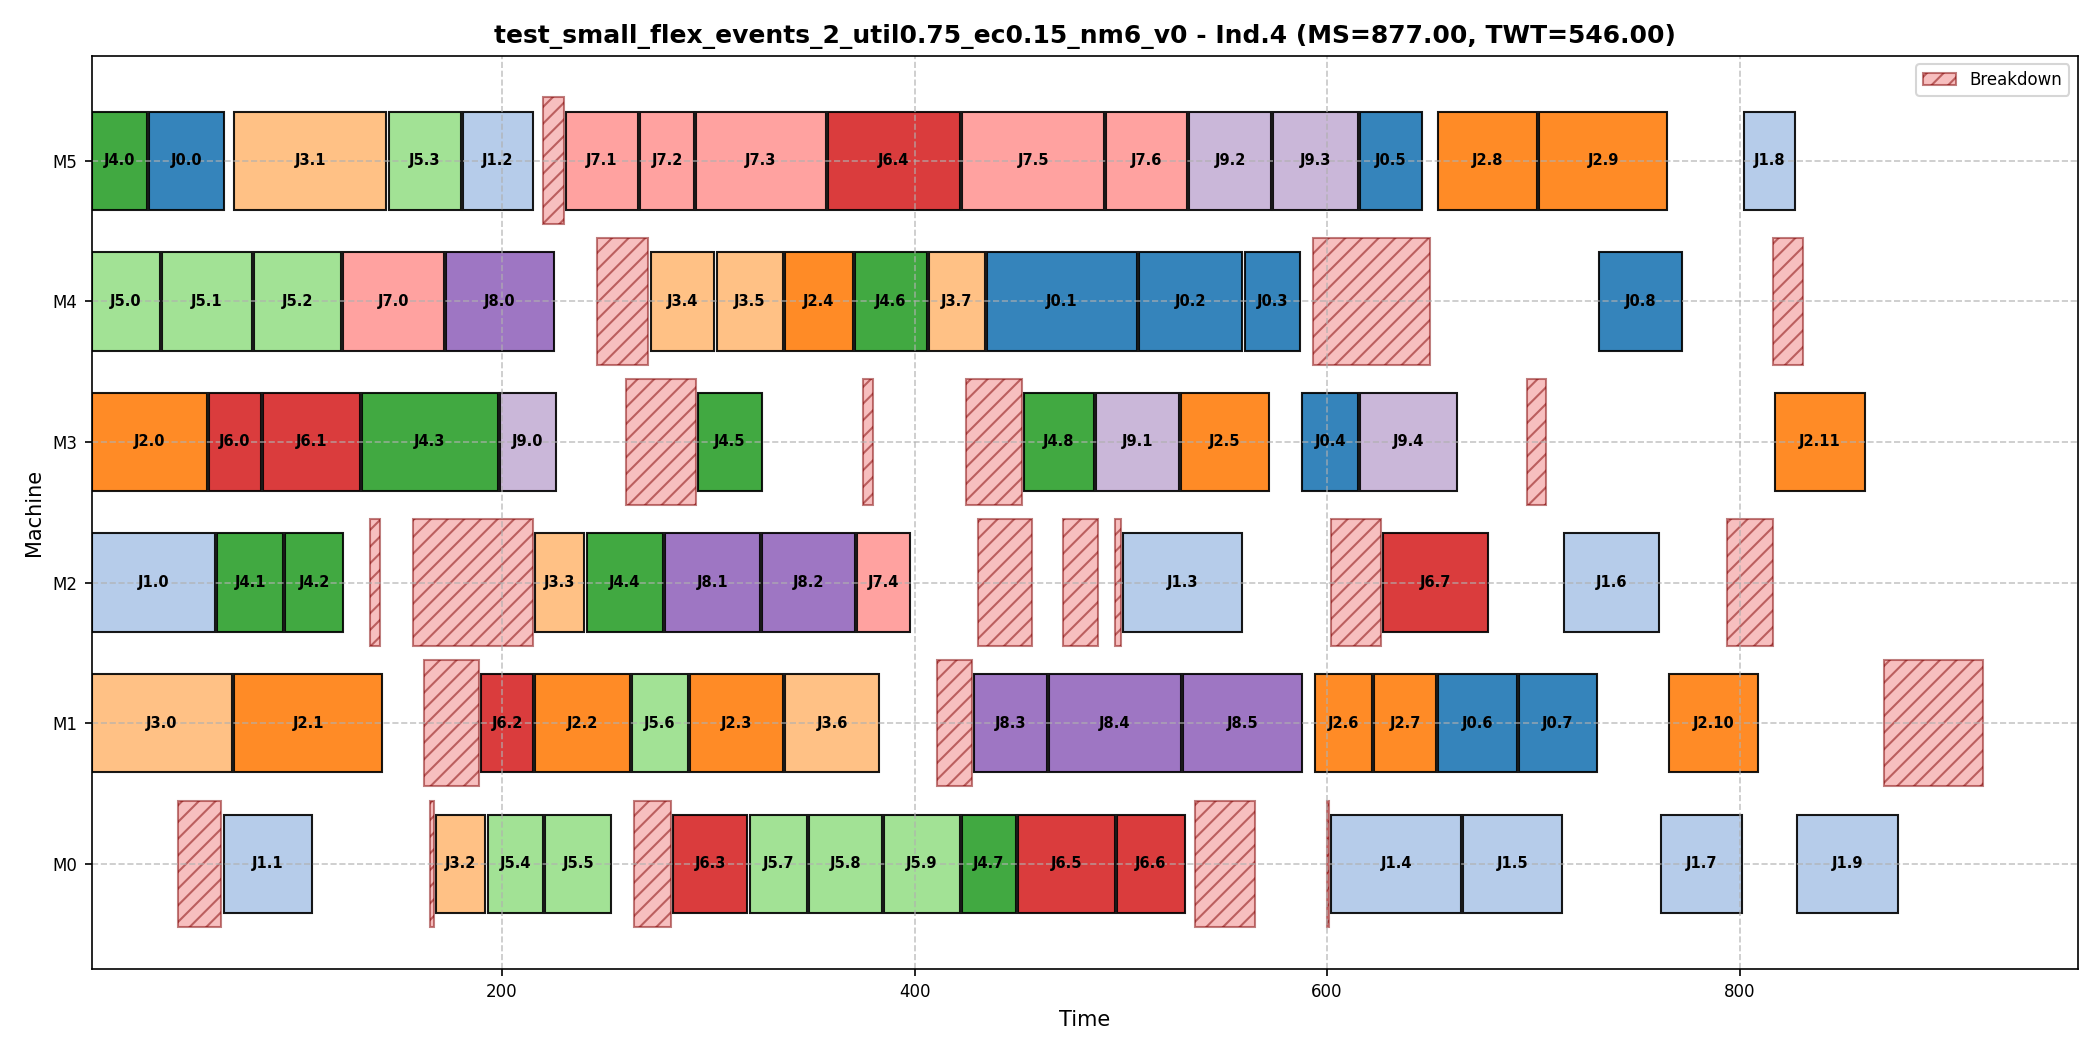 test_small_flex_events_2_util0.75_ec0.15_nm6_v0 - Ind.4 (MS=877.00, TWT=546.00)
Breakdown
M5 J4.0 J0.0 J3.1 J5.3 J1.2 J7.1 J7.2 J7.3 J6.4 J7.5 J7.6 J9.2 J9.3 J0.5 J2.8 J2.9 J1.8
M4 J5.0 J5.1 J5.2 J7.0 J8.0 J3.4 J3.5 J2.4 J4.6 J3.7 J0.1 J0.2 J0.3 J0.8
M3 J2.0 J6.0 J6.1 J4.3 J9.0 J4.5 J4.8 J9.1 J2.5 J0.4 J9.4 J2.11
M2 J1.0 J4.1 J4.2 J3.3 J4.4 J8.1 J8.2 J7.4 J1.3 J6.7 J1.6
M1 J3.0 J2.1 J6.2 J2.2 J5.6 J2.3 J3.6 J8.3 J8.4 J8.5 J2.6 J2.7 J0.6 J0.7 J2.10
M0 J1.1 J3.2 J5.4 J5.5 J6.3 J5.7 J5.8 J5.9 J4.7 J6.5 J6.6 J1.4 J1.5 J1.7 J1.9
Machine
200 400 600 800
Time